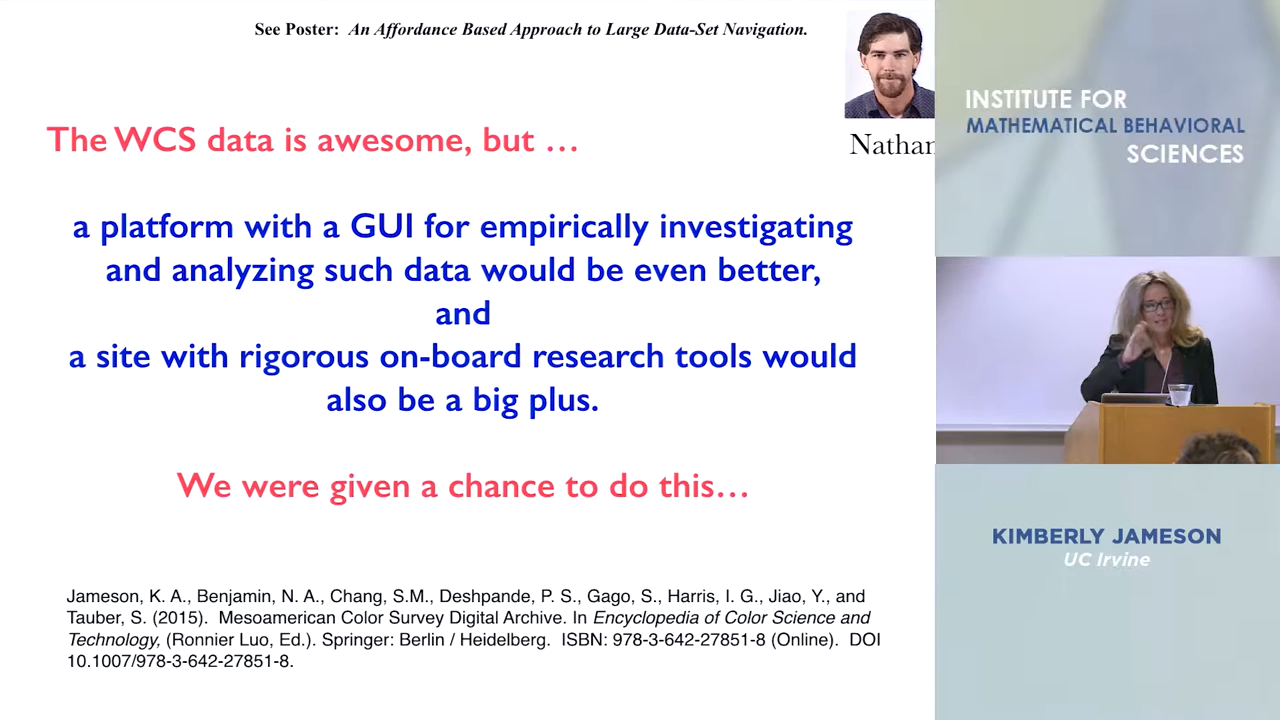 See Poster: An Affordance Based Approach to Large Data-Set Navigation.
Nathan
The WCS data is awesome, but …
a platform with a GUI for empirically investigating
and analyzing such data would be even better,
and
a site with rigorous on-board research tools would
also be a big plus.
We were given a chance to do this…
Jameson, K. A., Benjamin, N. A., Chang, S.M., Deshpande, P. S., Gago, S., Harris, I. G., Jiao, Y., and
Tauber, S. (2015). Mesoamerican Color Survey Digital Archive. In Encyclopedia of Color Science and
Technology, (Ronnier Luo, Ed.). Springer: Berlin / Heidelberg. ISBN: 978-3-642-27851-8 (Online). DOI
10.1007/978-3-642-27851-8.
INSTITUTE FOR
MATHEMATICAL BEHAVIORAL
SCIENCES
KIMBERLY JAMESON
UC Irvine